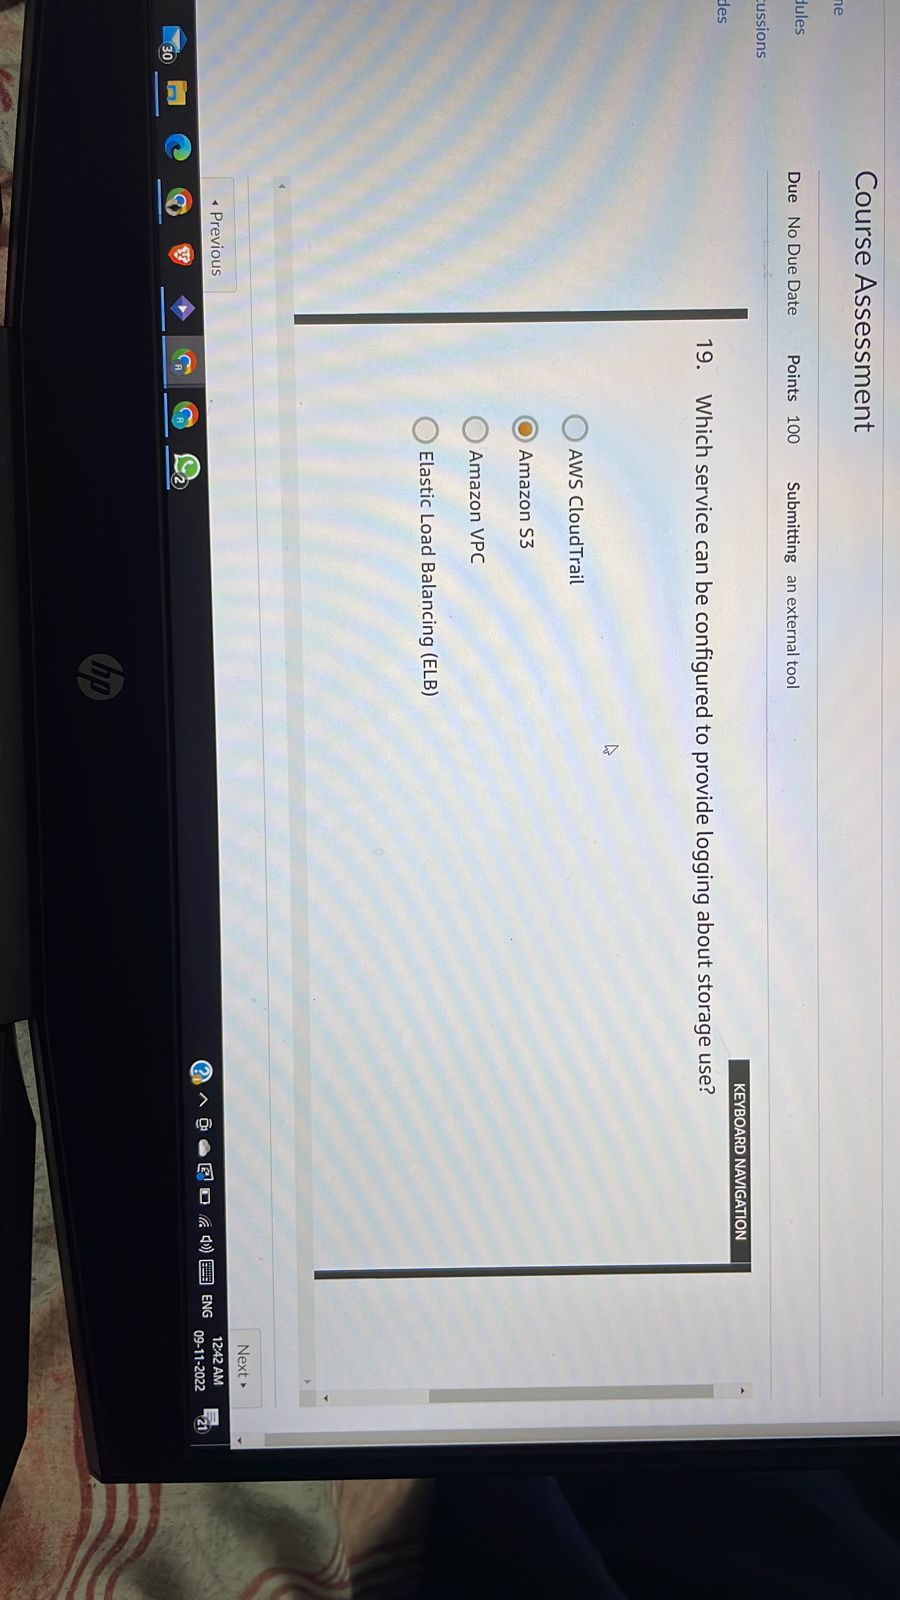 ne
dules
cussions
des
Course Assessment
Due No Due Date Points 100 Submitting an external tool
KEYBOARD NAVIGATION
19. Which service can be configured to provide logging about storage use?
AWS CloudTrail
Amazon S3
Amazon VPC
Elastic Load Balancing (ELB)
◂ Previous
Next ▸
30
R
R
2
ENG
12:42 AM
09-11-2022
21
hp